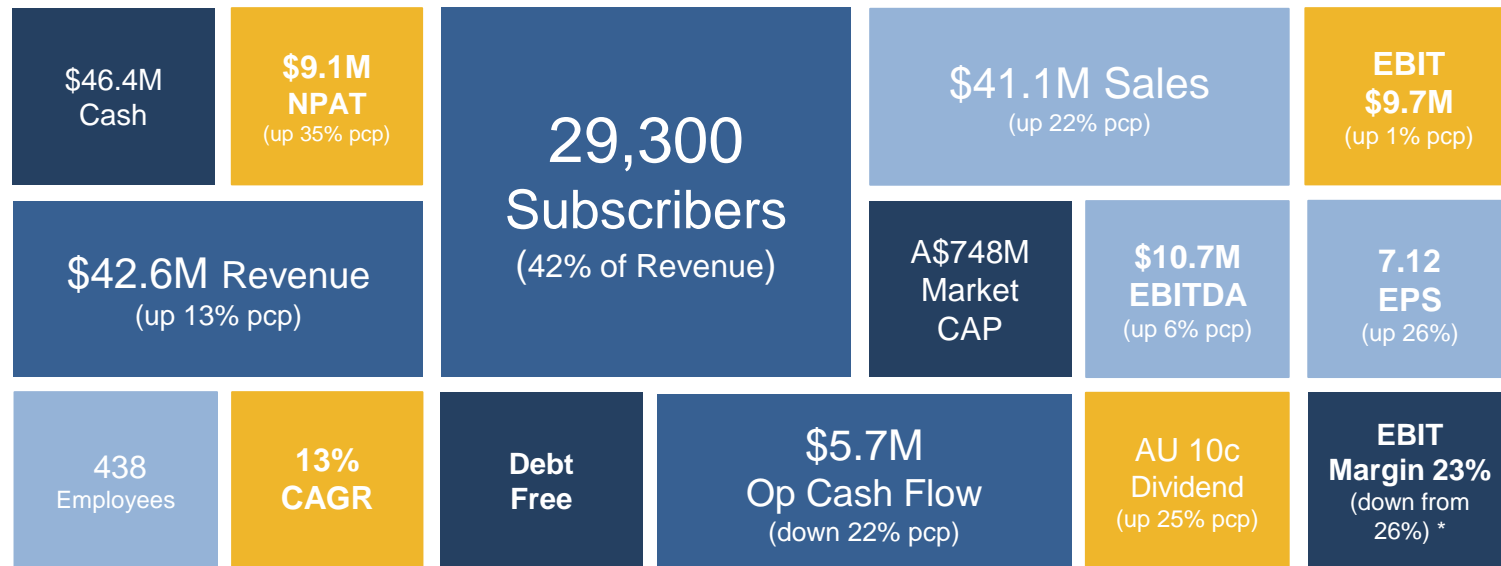 $46.4M
Cash
$9.1M
NPAT
(up 35% pcp)
29,300
Subscribers
(42% of Revenue)
$41.1M Sales
(up 22% pcp)
EBIT
$9.7M
(up 1% pcp)
$42.6M Revenue
(up 13% pcp)
A$748M
Market
CAP
$10.7M
EBITDA
(up 6% pcp)
7.12
EPS
(up 26%)
438
Employees
13%
CAGR
Debt
Free
$5.7M
Op Cash Flow
(down 22% pcp)
AU 10c
Dividend
(up 25% pcp)
EBIT
Margin 23%
(down from
26%) *